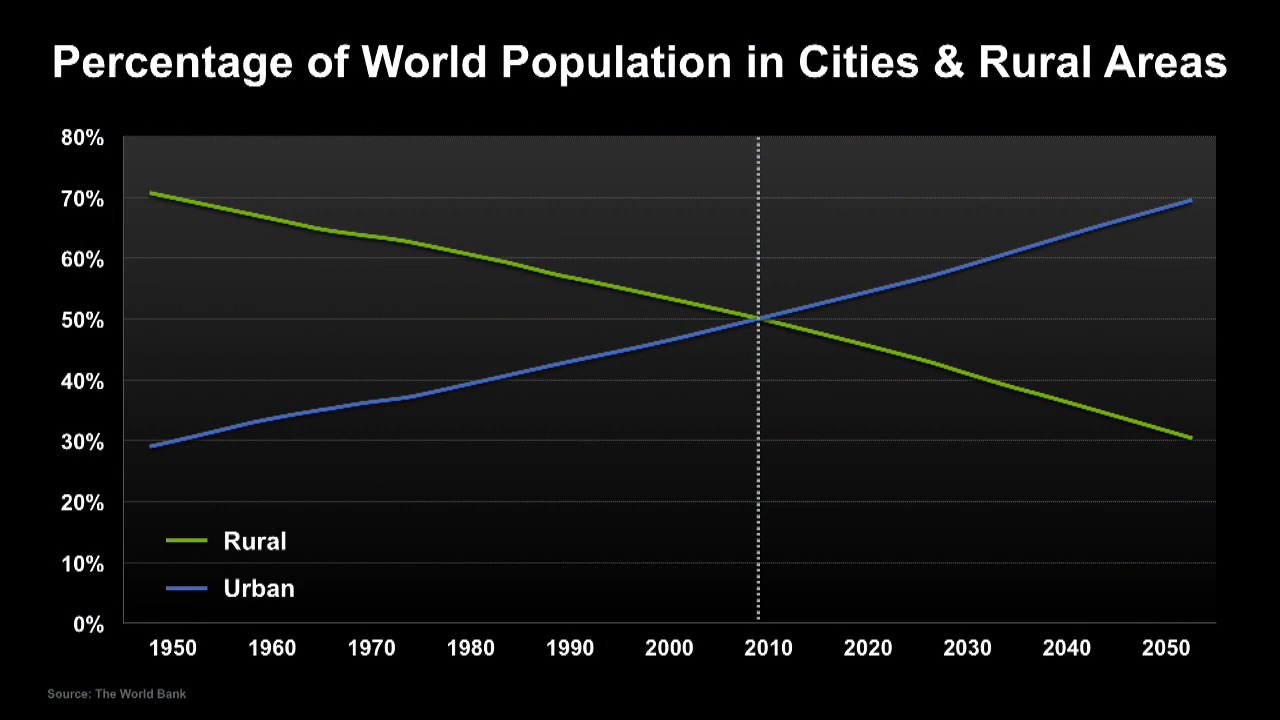 Percentage of World Population in Cities & Rural Areas
80%
70%
60%
50%
40%
30%
20%
10%
0%
Rural
Urban
1950 1960 1970 1980 1990 2000 2010 2020 2030 2040 2050
Source: The World Bank